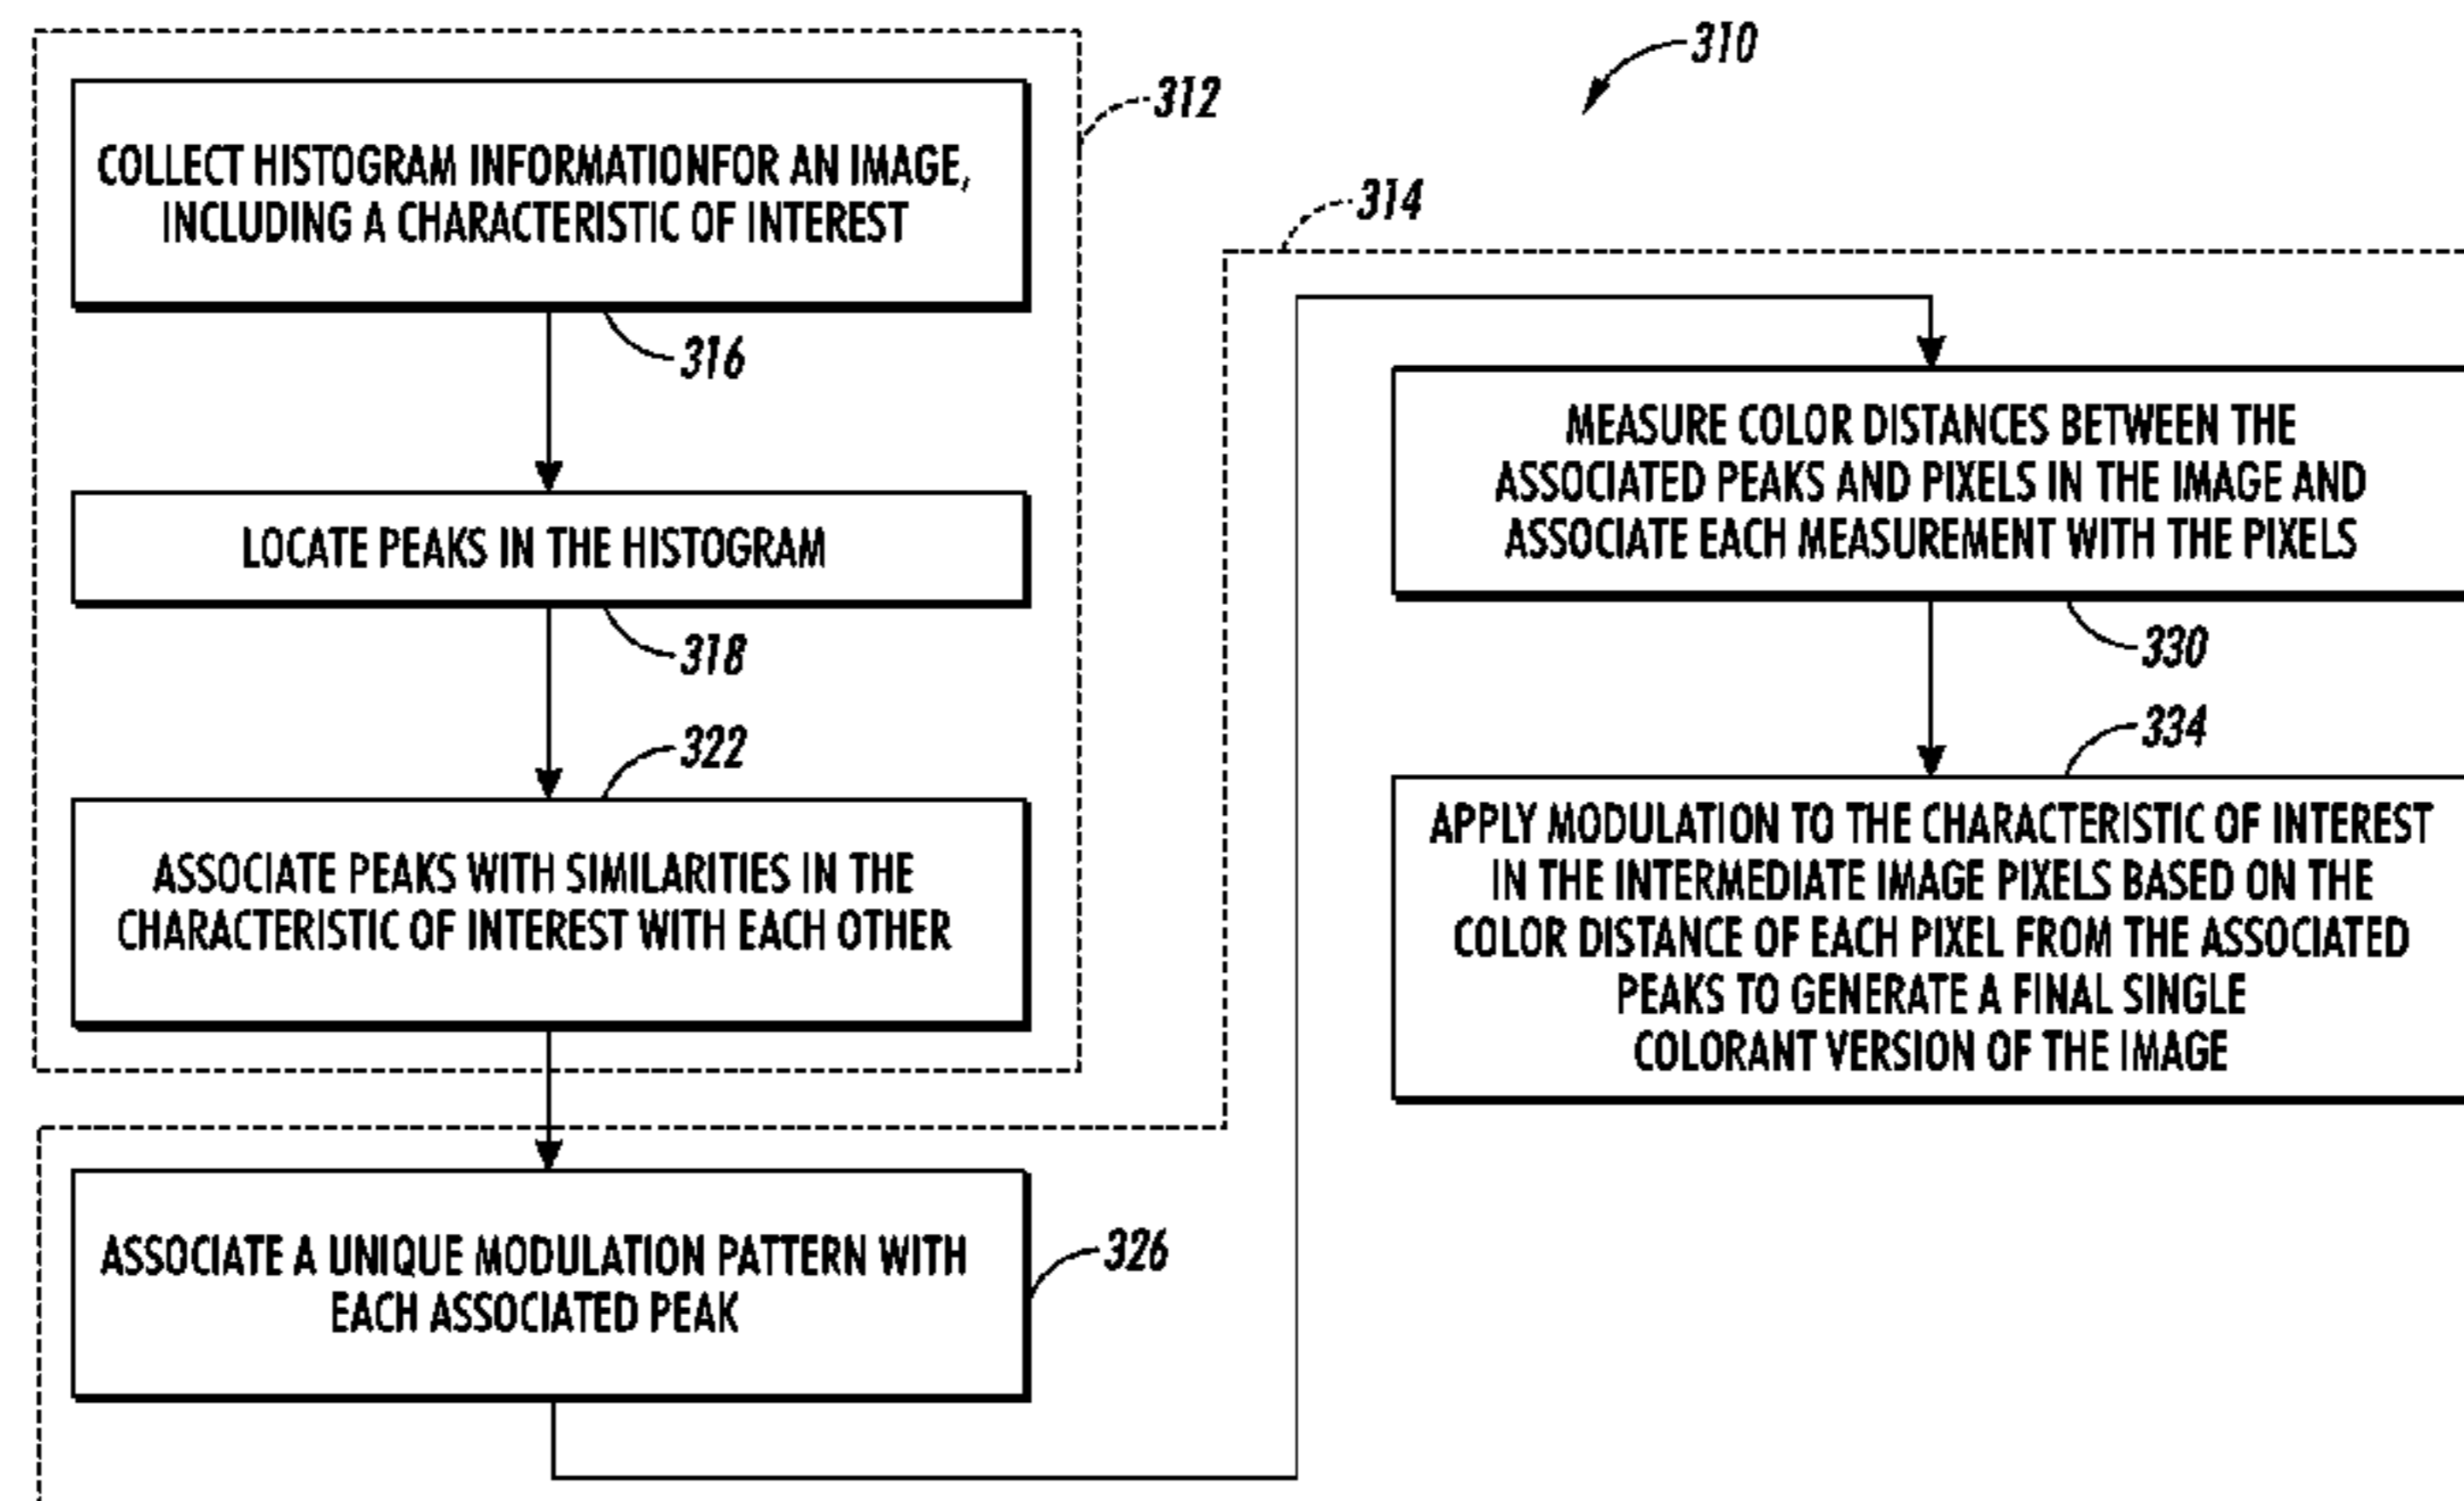 310
312
COLLECT HISTOGRAM INFORMATIONFOR AN IMAGE,
INCLUDING A CHARACTERISTIC OF INTEREST
316
LOCATE PEAKS IN THE HISTOGRAM
318
322
ASSOCIATE PEAKS WITH SIMILARITIES IN THE
CHARACTERISTIC OF INTEREST WITH EACH OTHER
ASSOCIATE A UNIQUE MODULATION PATTERN WITH
EACH ASSOCIATED PEAK
326
314
MEASURE COLOR DISTANCES BETWEEN THE
ASSOCIATED PEAKS AND PIXELS IN THE IMAGE AND
ASSOCIATE EACH MEASUREMENT WITH THE PIXELS
330
334
APPLY MODULATION TO THE CHARACTERISTIC OF INTEREST
IN THE INTERMEDIATE IMAGE PIXELS BASED ON THE
COLOR DISTANCE OF EACH PIXEL FROM THE ASSOCIATED
PEAKS TO GENERATE A FINAL SINGLE
COLORANT VERSION OF THE IMAGE